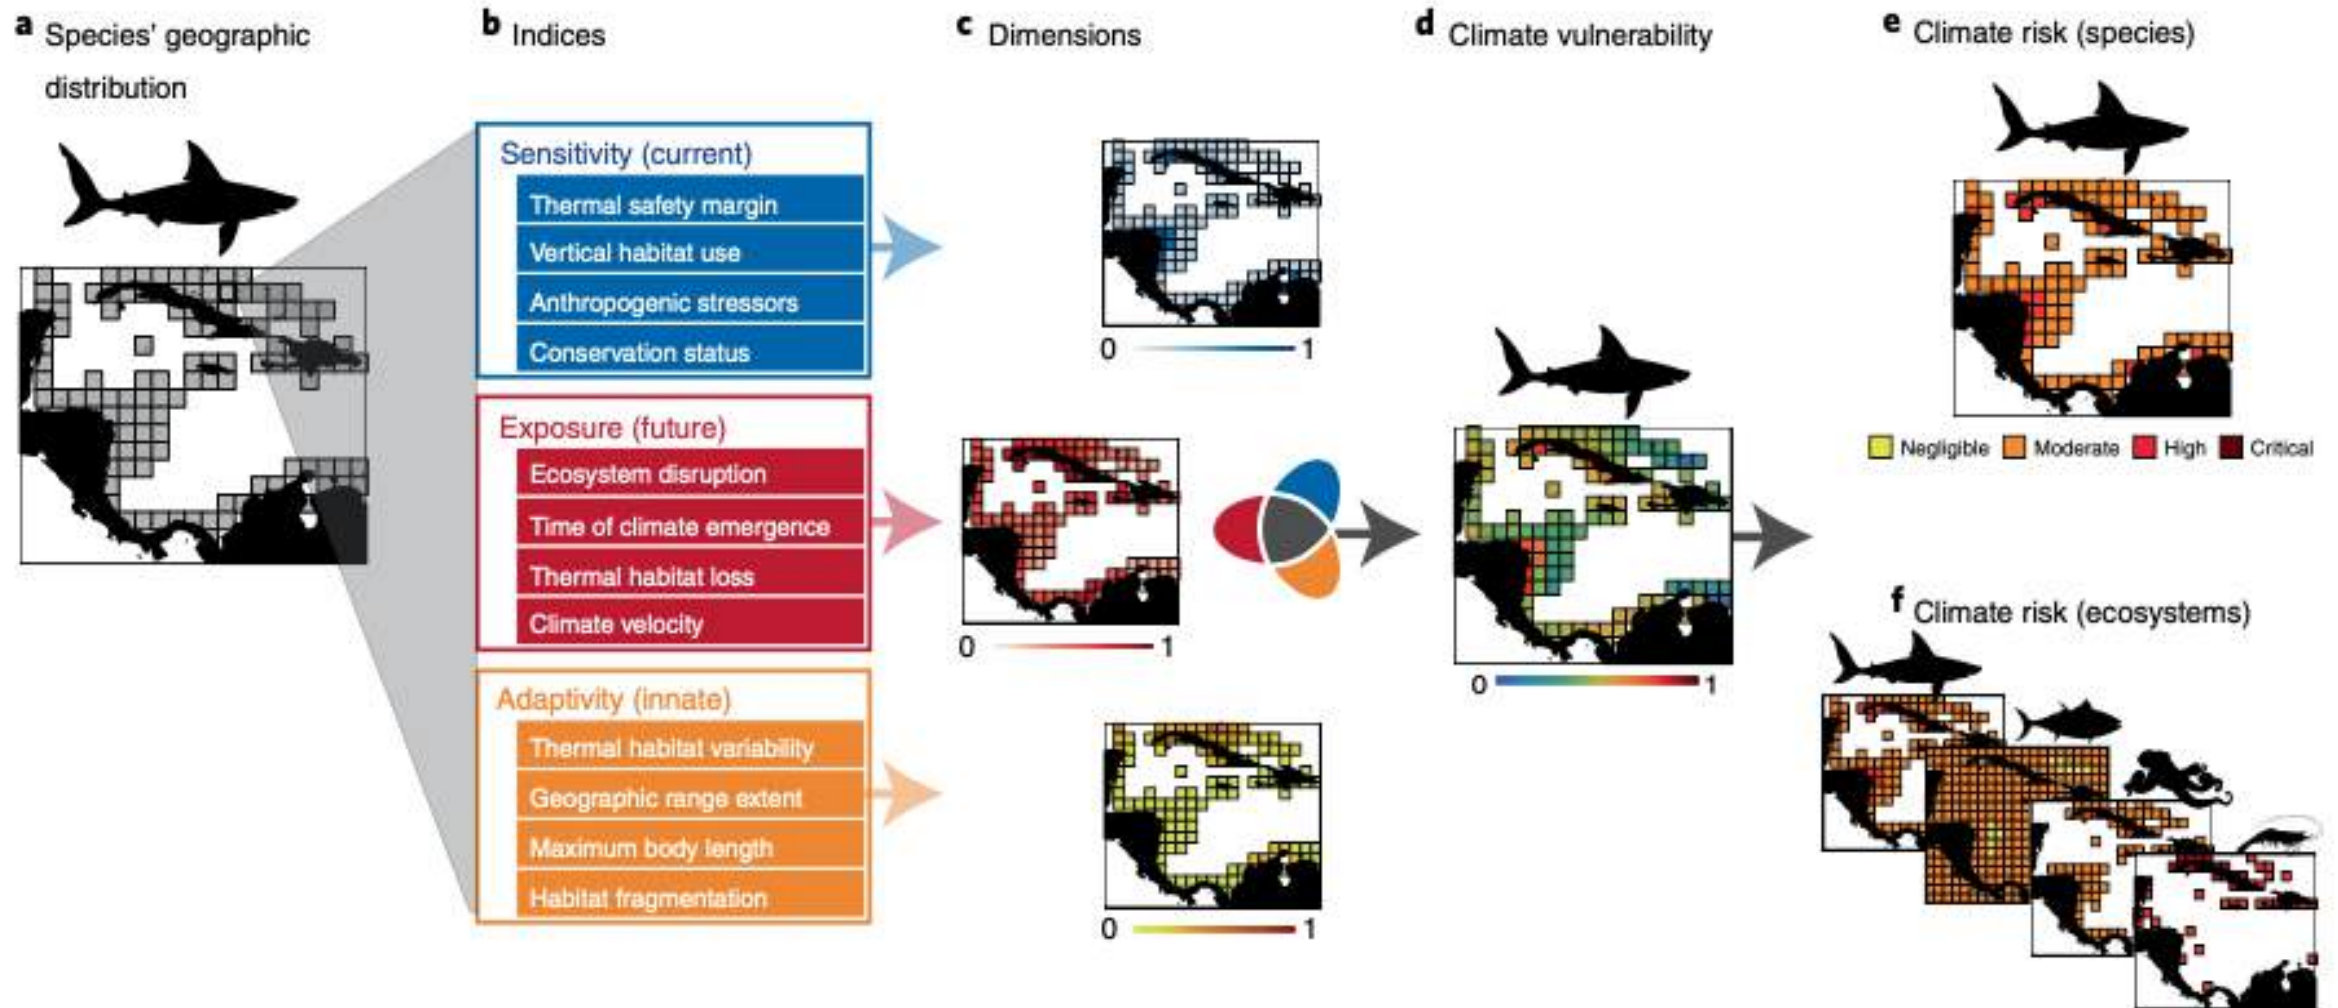 a Species' geographic
distribution
b Indices
Sensitivity (current)
Thermal safety margin
Vertical habitat use
Anthropogenic stressors
Conservation status
Exposure (future)
Ecosystem disruption
Time of climate emergence
Thermal habitat loss
Climate velocity
Adaptivity (innate)
Thermal habitat variability
Geographic range extent
Maximum body length
Habitat fragmentation
c Dimensions
0 1
0 1
0 1
d Climate vulnerability
0 1
e Climate risk (species)
Negligible Moderate High Critical
f Climate risk (ecosystems)